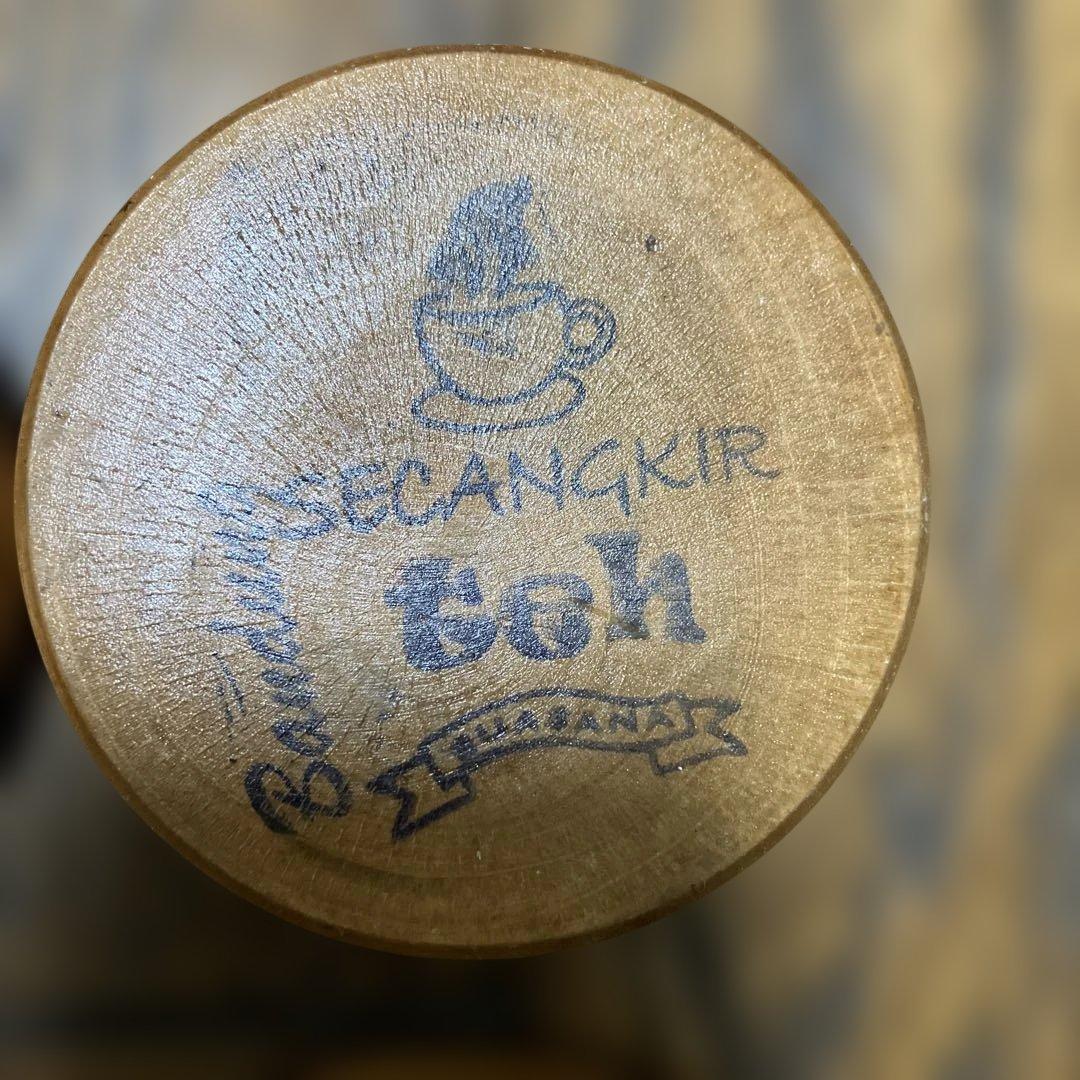 SECANGKIR
teh
SUASANA
Bandung